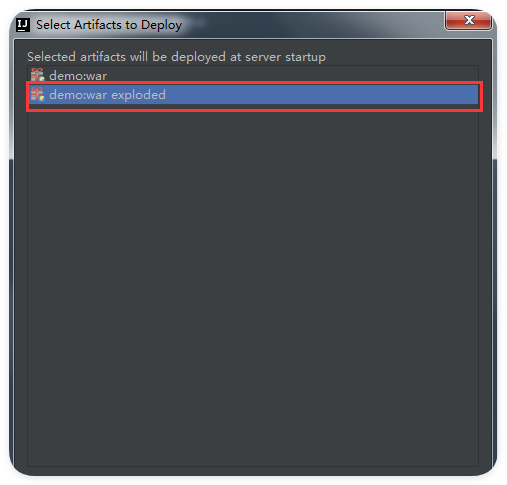 IJ
Select Artifacts to Deploy
Selected artifacts will be deployed at server startup
demo:war
demo:war exploded